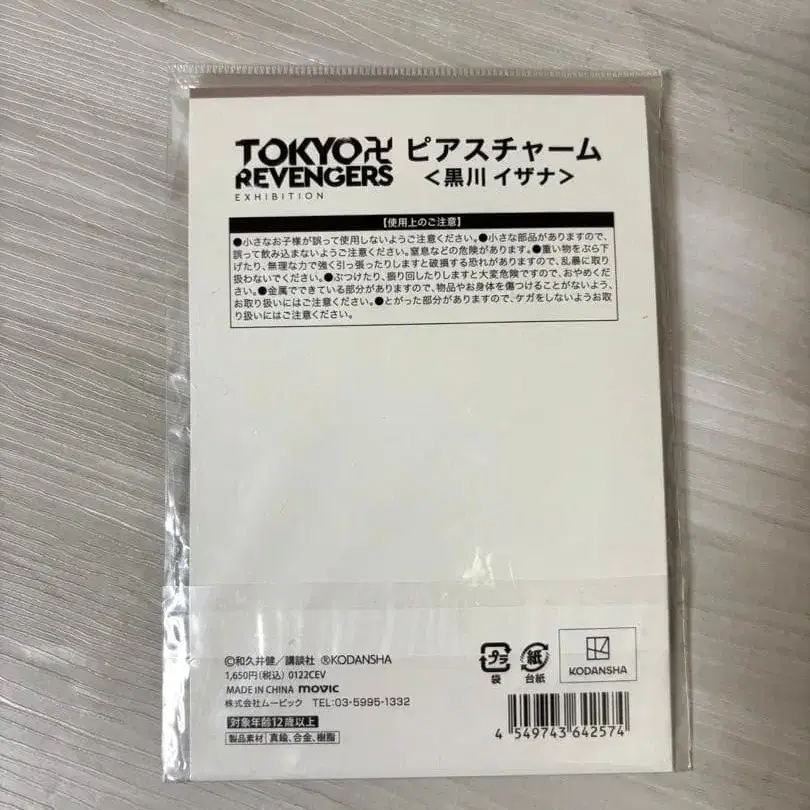 TOKYO卍 ピアスチャーム
REVENGERS <黒川 イザナ>
EXHIBITION
【使用上のご注意】
●小さなお子様が誤って使用しないようご注意ください。●小さな部品がありますので、
誤って飲み込まないようご注意ください。窒息などの危険があります。●重い物をぶら下
げたり、無理な力で強く引っ張ったりしますと破損する恐れがありますので、乱暴に取り
扱わないでください。●ぶつけたり、振り回したりしますと大変危険ですので、おやめくだ
さい。●金属でできている部分がありますので、物品やお身体を傷つけることがないよう、
お取り扱いにはご注意ください。●とがった部分がありますので、ケガをしないようお取
り扱いにはご注意ください。
©和久井健/講談社 ®KODANSHA
1,650円(税込) 0122CEV
MADE IN CHINA movic
株式会社ムービック TEL:03-5995-1332
対象年齢12歳以上
製品素材 真鍮、合金、樹脂
プラ
袋
紙
台紙
KODANSHA
4 549743 642574